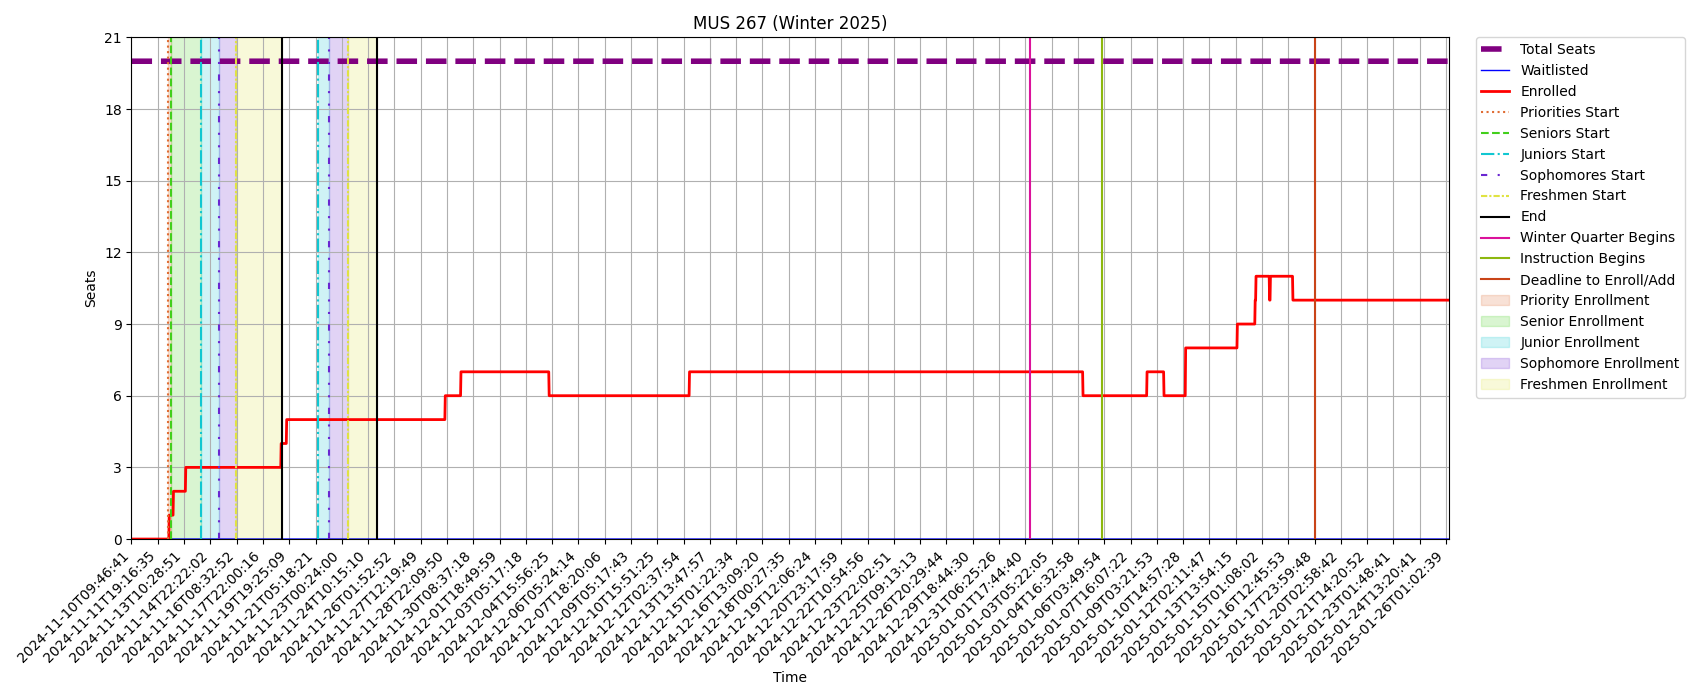 MUS 267 (Winter 2025)
21
18
15
12
9
6
3
0
Seats
2024-11-10T09:46:41
2024-11-11T19:16:35
2024-11-13T10:28:51
2024-11-14T22:22:02
2024-11-16T08:32:52
2024-11-17T22:00:16
2024-11-19T19:25:09
2024-11-21T05:18:21
2024-11-23T00:24:00
2024-11-24T10:15:10
2024-11-26T01:52:52
2024-11-27T12:19:49
2024-11-28T22:09:50
2024-11-30T08:37:18
2024-12-01T18:49:59
2024-12-03T05:17:18
2024-12-04T15:56:25
2024-12-06T05:24:14
2024-12-07T18:20:06
2024-12-09T05:17:43
2024-12-10T15:51:25
2024-12-12T02:37:54
2024-12-13T13:47:57
2024-12-15T01:22:34
2024-12-16T13:09:20
2024-12-18T00:27:35
2024-12-19T12:06:24
2024-12-20T23:17:59
2024-12-22T10:54:56
2024-12-23T22:02:51
2024-12-25T09:13:13
2024-12-26T20:29:44
2024-12-29T18:44:30
2024-12-31T06:25:26
2025-01-01T17:44:40
2025-01-03T05:22:05
2025-01-04T16:32:58
2025-01-06T03:49:54
2025-01-07T16:07:22
2025-01-09T03:21:53
2025-01-10T14:57:28
2025-01-12T02:11:47
2025-01-13T13:54:15
2025-01-15T01:08:02
2025-01-16T12:45:53
2025-01-17T23:59:48
2025-01-20T02:58:42
2025-01-21T14:20:52
2025-01-23T01:48:41
2025-01-24T13:20:41
2025-01-26T01:02:39
Time
Total Seats
Waitlisted
Enrolled
Priorities Start
Seniors Start
Juniors Start
Sophomores Start
Freshmen Start
End
Winter Quarter Begins
Instruction Begins
Deadline to Enroll/Add
Priority Enrollment
Senior Enrollment
Junior Enrollment
Sophomore Enrollment
Freshmen Enrollment